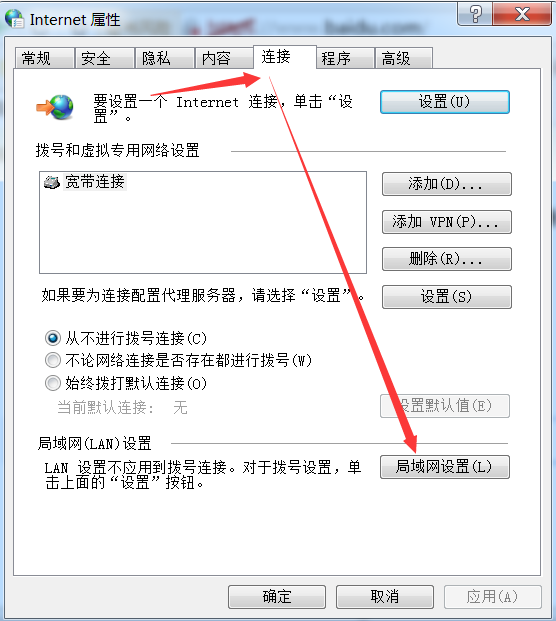 Internet 属性
常规 安全 隐私 内容 连接 程序 高级
要设置一个 Internet 连接，单击“设
置”。
设置(U)
拨号和虚拟专用网络设置
宽带连接
添加(D)...
添加 VPN(P)...
删除(R)...
如果要为连接配置代理服务器，请选择“设置”。
设置(S)
从不进行拨号连接(C)
不论网络连接是否存在都进行拨号(W)
始终拨打默认连接(O)
当前默认连接： 无
设置默认值(E)
局域网(LAN)设置
LAN 设置不应用到拨号连接。对于拨号设置，单
击上面的“设置”按钮。
局域网设置(L)
确定 取消 应用(A)